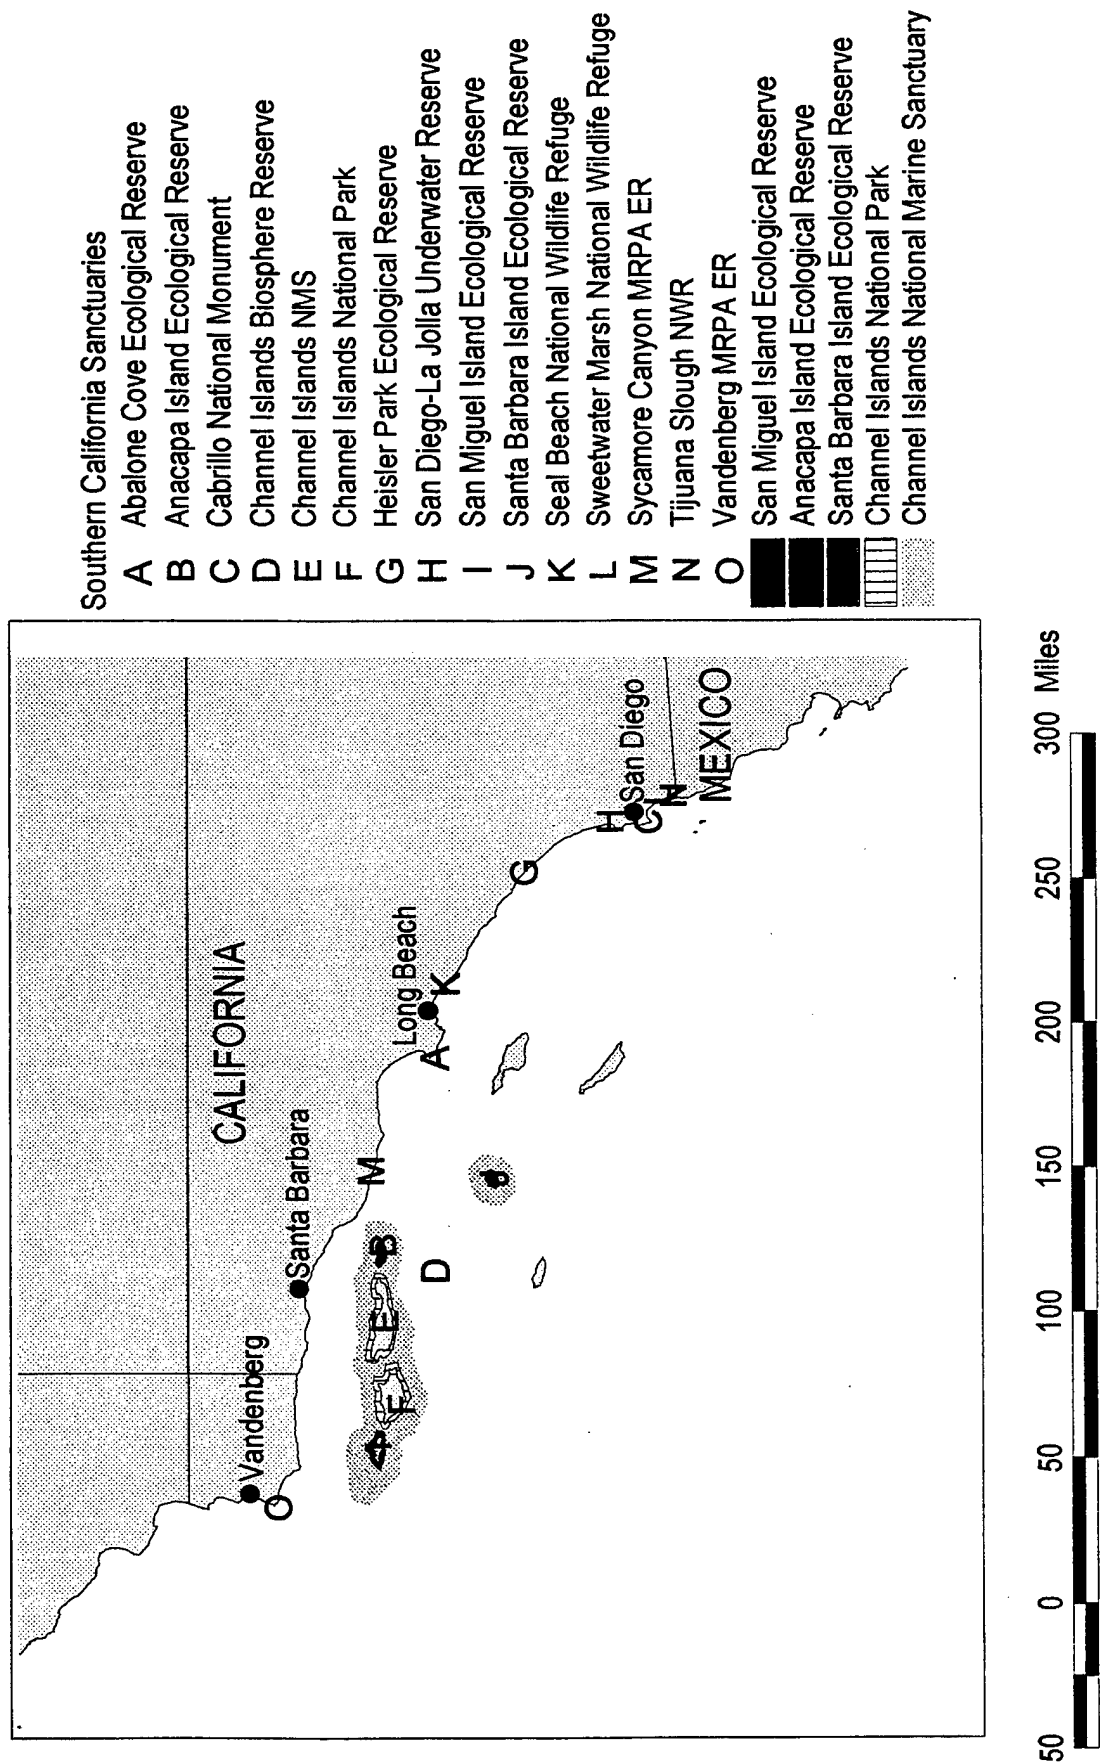 Southern California Sanctuaries
A Abalone Cove Ecological Reserve
B Anacapa Island Ecological Reserve
C Cabrillo National Monument
D Channel Islands Biosphere Reserve
E Channel Islands NMS
F Channel Islands National Park
G Heisler Park Ecological Reserve
H San Diego-La Jolla Underwater Reserve
I San Miguel Island Ecological Reserve
J Santa Barbara Island Ecological Reserve
K Seal Beach National Wildlife Refuge
L Sweetwater Marsh National Wildlife Refuge
M Sycamore Canyon MRPA ER
N Tijuana Slough NWR
O Vandenberg MRPA ER
San Miguel Island Ecological Reserve
Anacapa Island Ecological Reserve
Santa Barbara Island Ecological Reserve
Channel Islands National Park
Channel Islands National Marine Sanctuary
CALIFORNIA
Vandenberg
O
Santa Barbara
M
Long Beach
A
K
I
F
E
B
D
J
G
H
San Diego
C
L
N
MEXICO
50 0 50 100 150 200 250 300 Miles